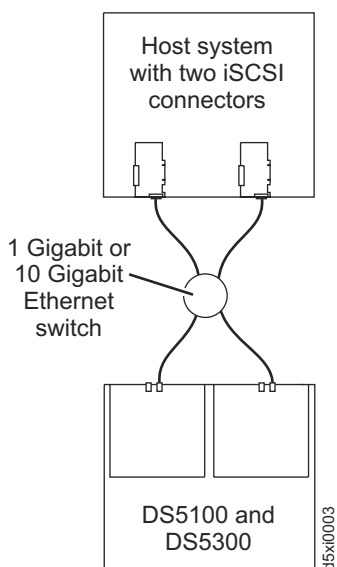 Host system
with two iSCSI
connectors
1 Gigabit or
10 Gigabit
Ethernet
switch
DS5100 and
DS5300
d5xi0003